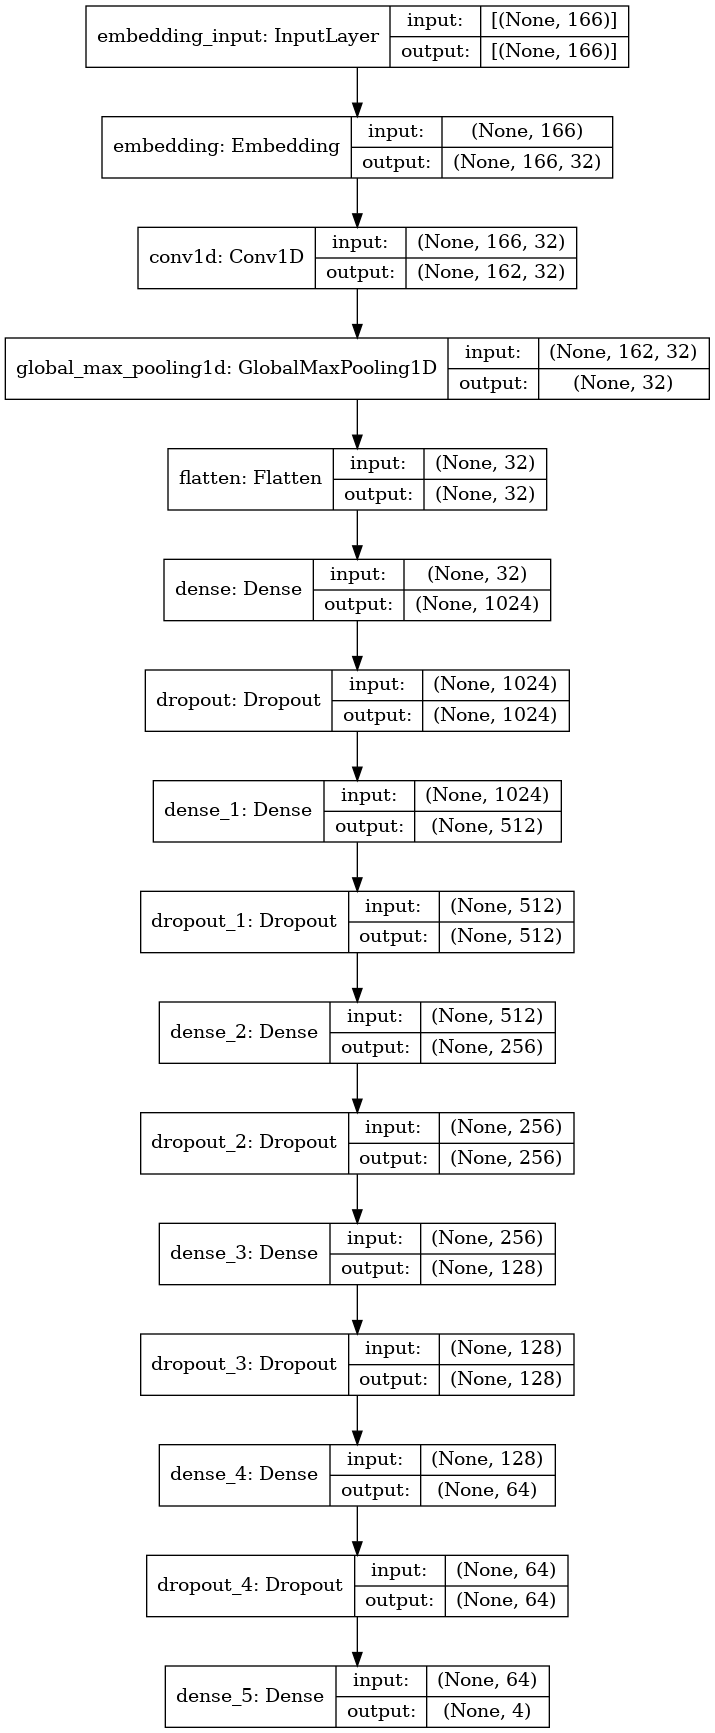 embedding_input: InputLayer input: [(None, 166)]
output: [(None, 166)]
embedding: Embedding input: (None, 166)
output: (None, 166, 32)
conv1d: Conv1D input: (None, 166, 32)
output: (None, 162, 32)
global_max_pooling1d: GlobalMaxPooling1D input: (None, 162, 32)
output: (None, 32)
flatten: Flatten input: (None, 32)
output: (None, 32)
dense: Dense input: (None, 32)
output: (None, 1024)
dropout: Dropout input: (None, 1024)
output: (None, 1024)
dense_1: Dense input: (None, 1024)
output: (None, 512)
dropout_1: Dropout input: (None, 512)
output: (None, 512)
dense_2: Dense input: (None, 512)
output: (None, 256)
dropout_2: Dropout input: (None, 256)
output: (None, 256)
dense_3: Dense input: (None, 256)
output: (None, 128)
dropout_3: Dropout input: (None, 128)
output: (None, 128)
dense_4: Dense input: (None, 128)
output: (None, 64)
dropout_4: Dropout input: (None, 64)
output: (None, 64)
dense_5: Dense input: (None, 64)
output: (None, 4)